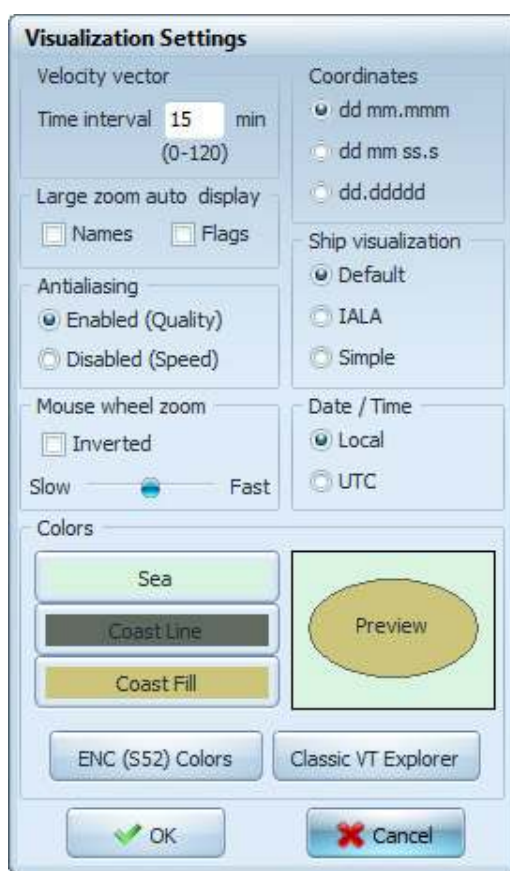 Visualization Settings
Velocity vector
Time interval 15 min
(0-120)
Large zoom auto display
Names Flags
Antialiasing
Enabled (Quality)
Disabled (Speed)
Mouse wheel zoom
Inverted
Slow Fast
Coordinates
dd mm.mmm
dd mm ss.s
dd.ddddd
Ship visualization
Default
IALA
Simple
Date / Time
Local
UTC
Colors
Sea
Coast Line
Coast Fill
Preview
ENC (S52) Colors
Classic VT Explorer
OK
Cancel